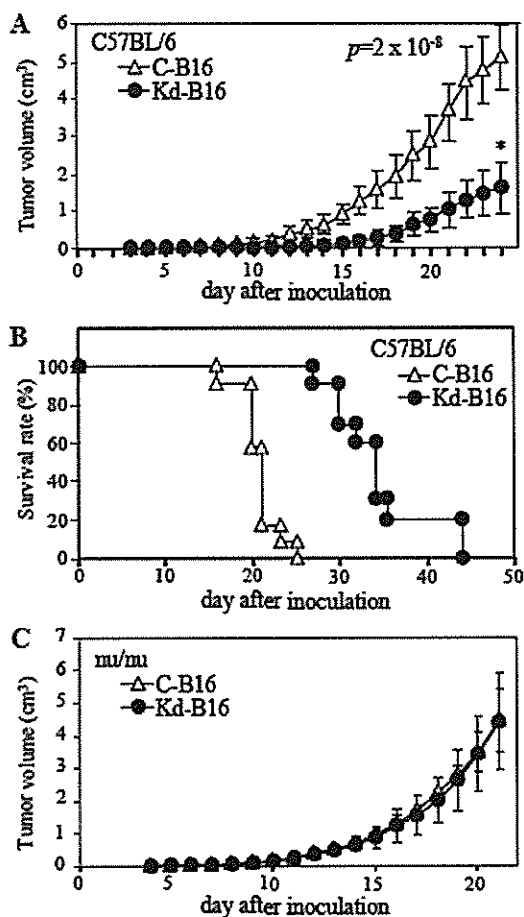 A
C57BL/6
C-B16
Kd-B16
p=2 x 10⁻⁸
*
Tumor volume (cm³)
6
5
4
3
2
1
0
0 5 10 15 20
day after inoculation
B
C57BL/6
C-B16
Kd-B16
Survival rate (%)
100
80
60
40
20
0
0 10 20 30 40 50
day after inoculation
C
nu/nu
C-B16
Kd-B16
Tumor volume (cm³)
7
6
5
4
3
2
1
0
5 10 15 20
day after inoculation